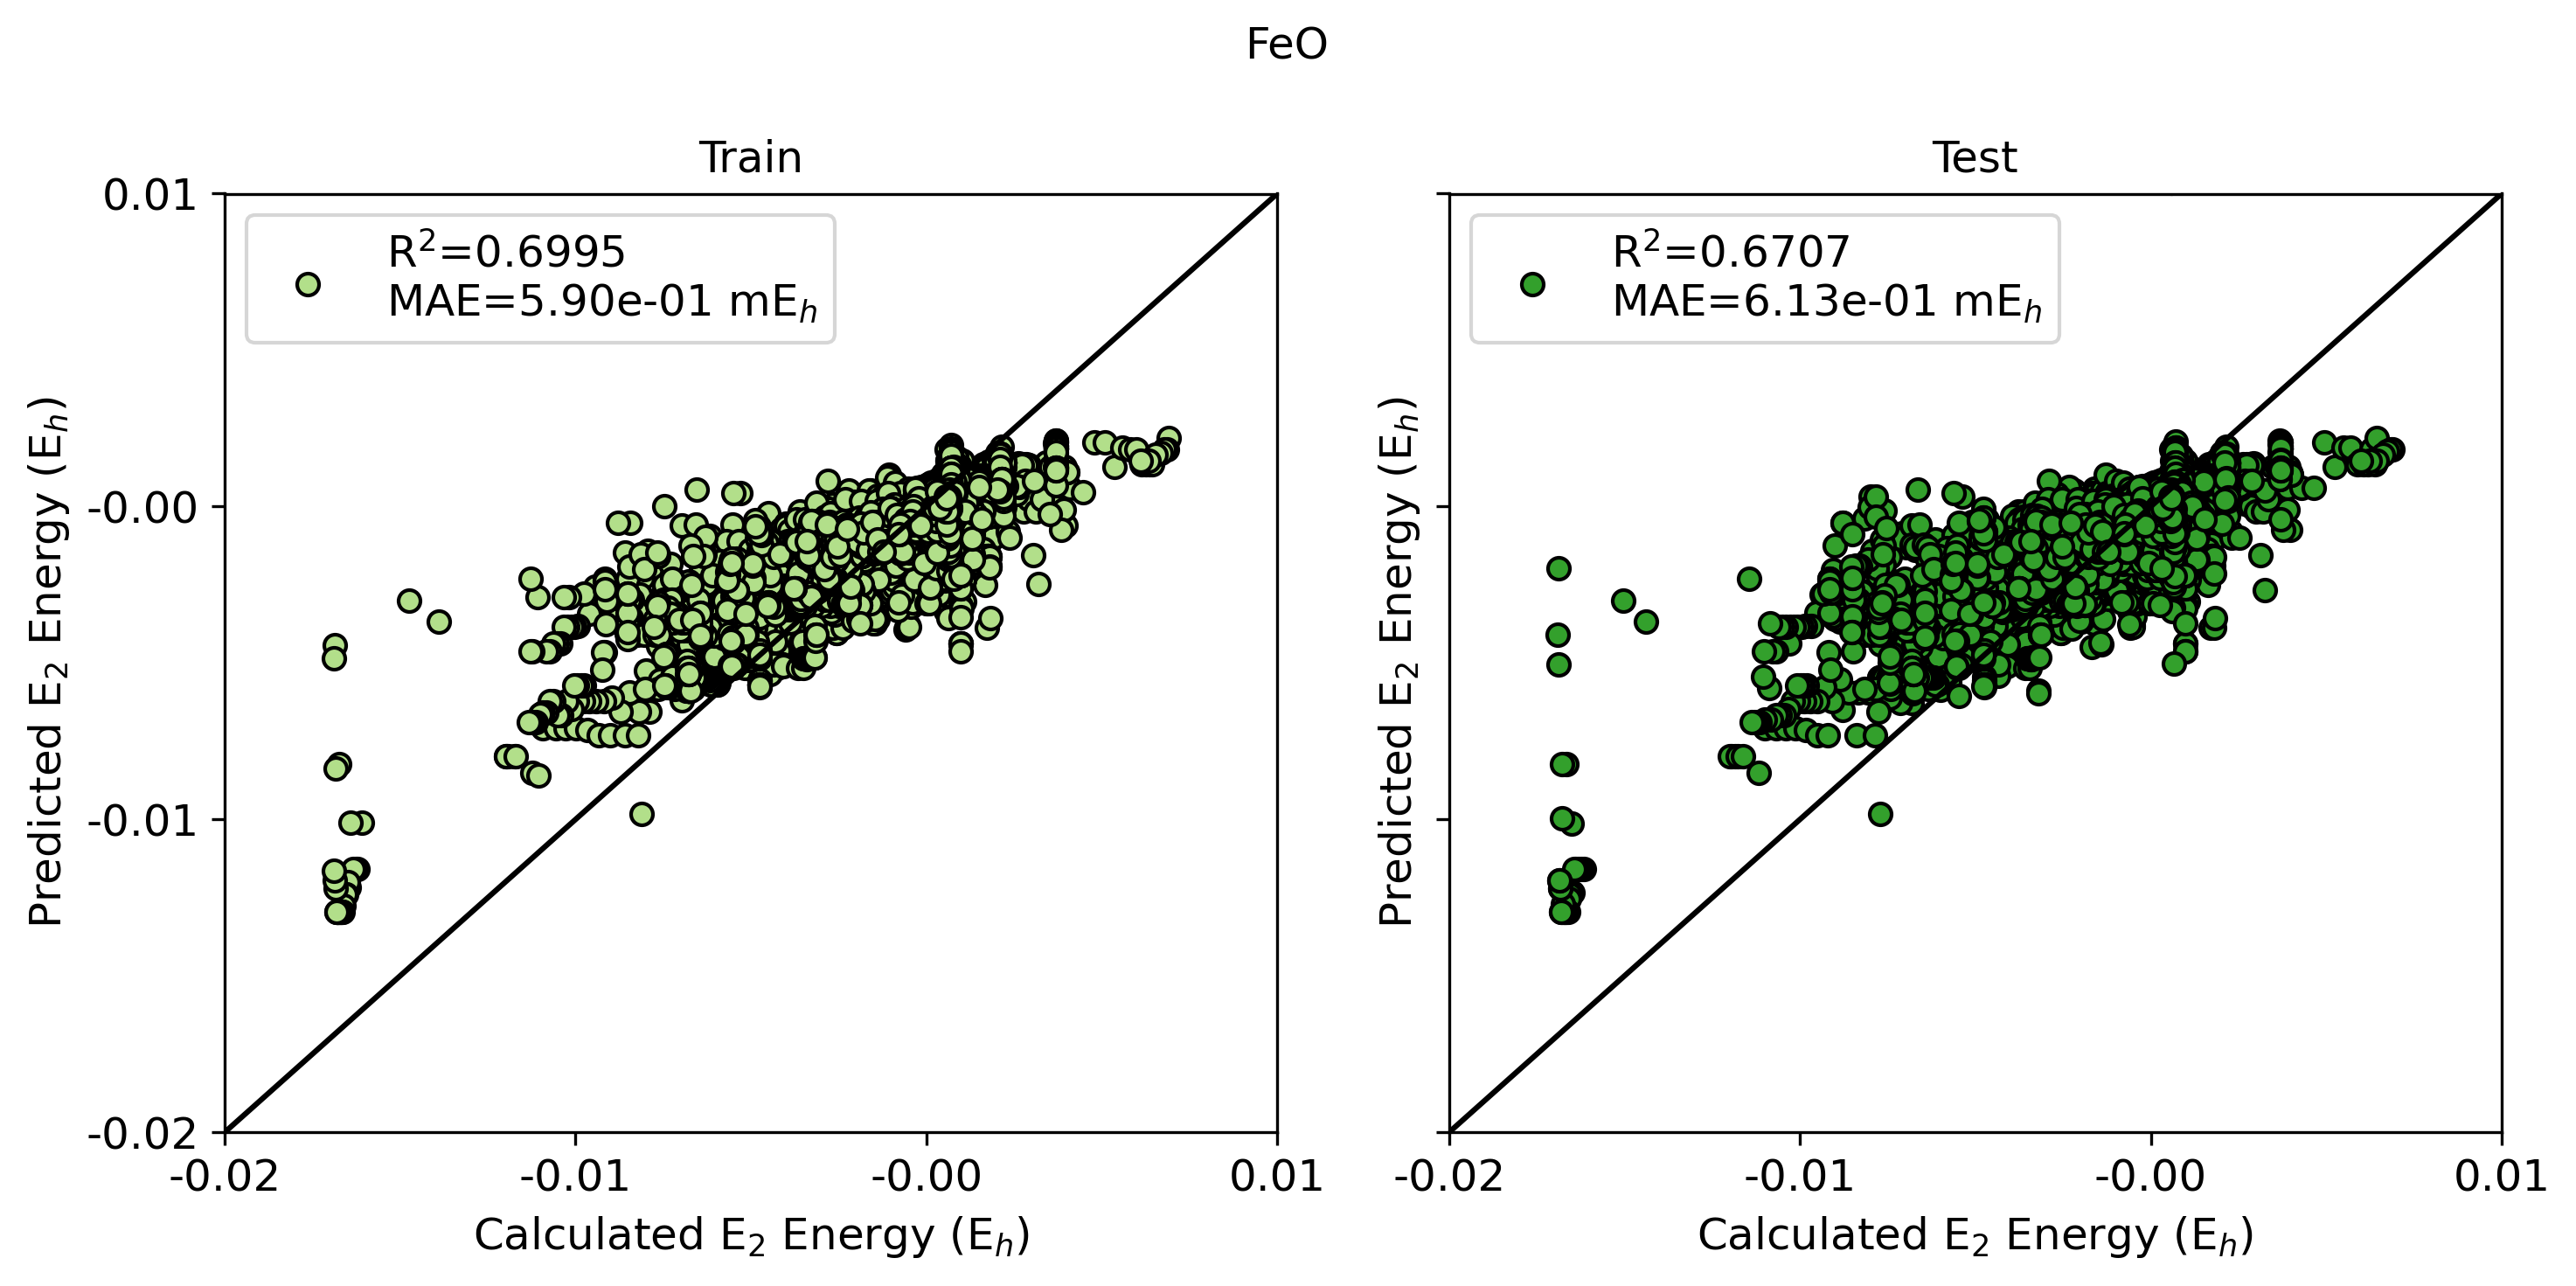 FeO
Train
R²=0.6995
MAE=5.90e-01 mEₕ
0.01
-0.00
-0.01
-0.02
Predicted E₂ Energy (Eₕ)
-0.02 -0.01 -0.00 0.01
Calculated E₂ Energy (Eₕ)
Test
R²=0.6707
MAE=6.13e-01 mEₕ
Predicted E₂ Energy (Eₕ)
-0.02 -0.01 -0.00 0.01
Calculated E₂ Energy (Eₕ)